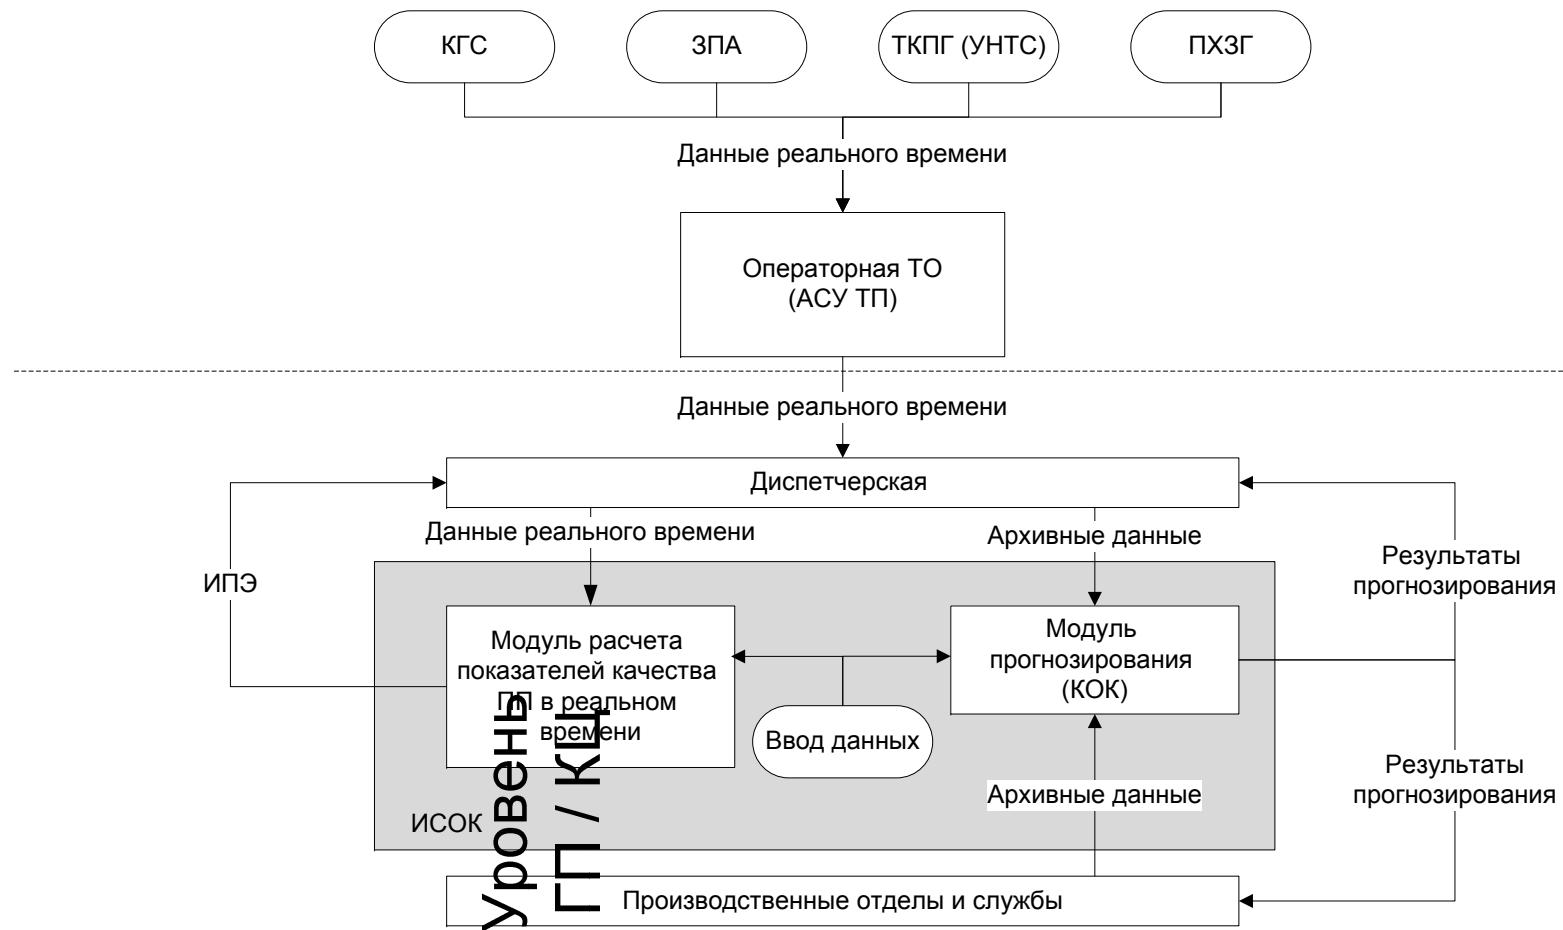 КГС
ЗПА
ТКПГ (УНТС)
ПХЗГ
Данные реального времени
Операторная ТО
(АСУ ТП)
Данные реального времени
Диспетчерская
Данные реального времени
Архивные данные
ИПЭ
Результаты
прогнозирования
Модуль расчета
показателей качества
ПП в реальном
времени
Модуль
прогнозирования
(КОК)
Ввод данных
Результаты
прогнозирования
Архивные данные
ИСОК
Уровень
ГП / КЦ
Производственные отделы и службы